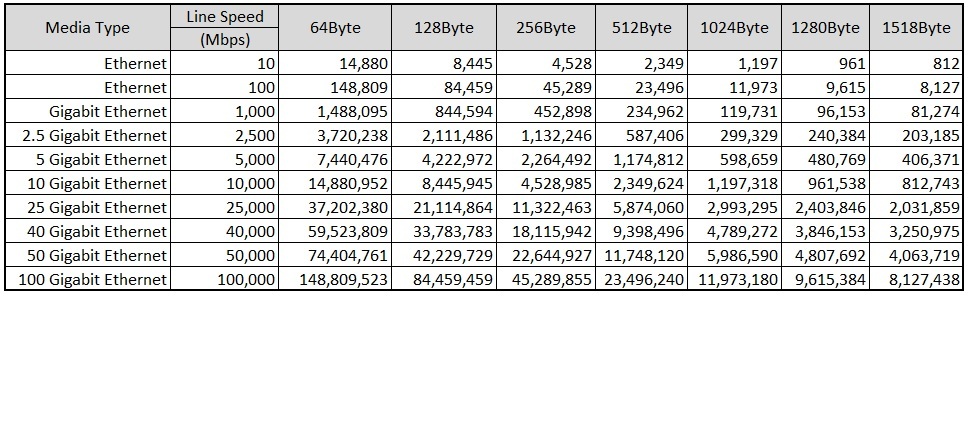 Media Type Line Speed (Mbps) 64Byte 128Byte 256Byte 512Byte 1024Byte 1280Byte 1518Byte
Ethernet 10 14,880 8,445 4,528 2,349 1,197 961 812
Ethernet 100 148,809 84,459 45,289 23,496 11,973 9,615 8,127
Gigabit Ethernet 1,000 1,488,095 844,594 452,898 234,962 119,731 96,153 81,274
2.5 Gigabit Ethernet 2,500 3,720,238 2,111,486 1,132,246 587,406 299,329 240,384 203,185
5 Gigabit Ethernet 5,000 7,440,476 4,222,972 2,264,492 1,174,812 598,659 480,769 406,371
10 Gigabit Ethernet 10,000 14,880,952 8,445,945 4,528,985 2,349,624 1,197,318 961,538 812,743
25 Gigabit Ethernet 25,000 37,202,380 21,114,864 11,322,463 5,874,060 2,993,295 2,403,846 2,031,859
40 Gigabit Ethernet 40,000 59,523,809 33,783,783 18,115,942 9,398,496 4,789,272 3,846,153 3,250,975
50 Gigabit Ethernet 50,000 74,404,761 42,229,729 22,644,927 11,748,120 5,986,590 4,807,692 4,063,719
100 Gigabit Ethernet 100,000 148,809,523 84,459,459 45,289,855 23,496,240 11,973,180 9,615,384 8,127,438